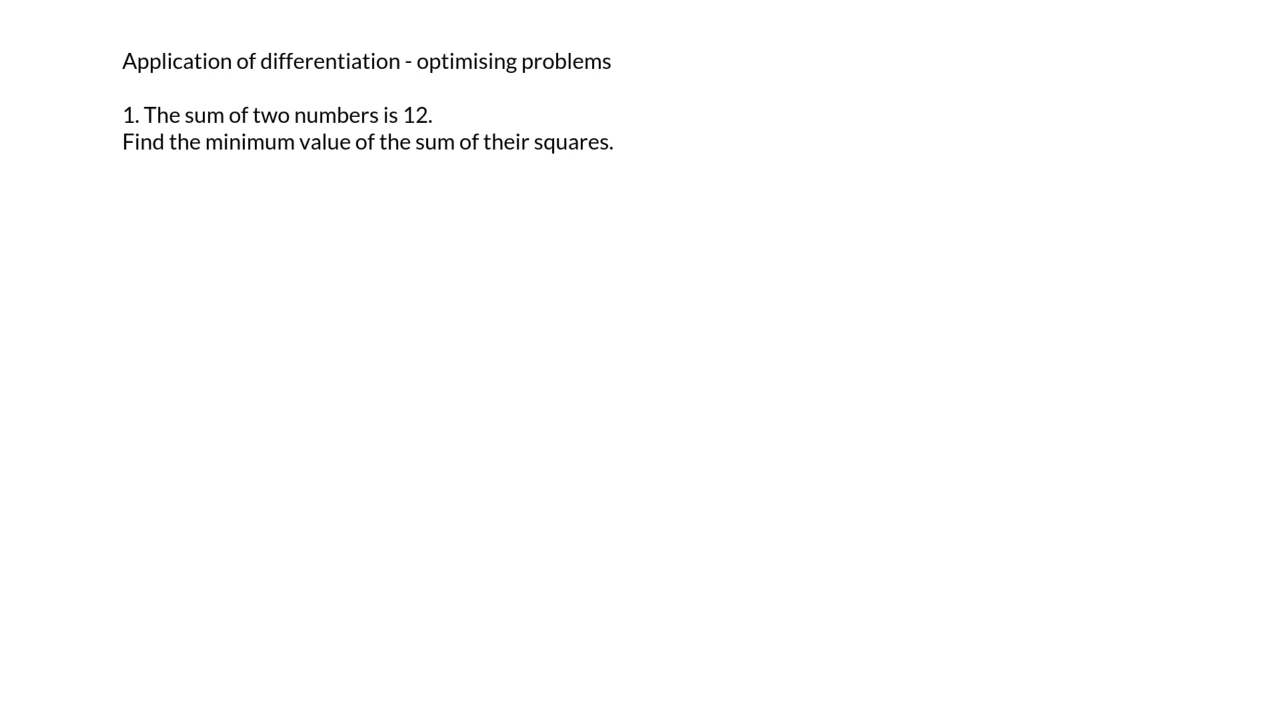 Application of differentiation - optimising problems
1. The sum of two numbers is 12.
Find the minimum value of the sum of their squares.